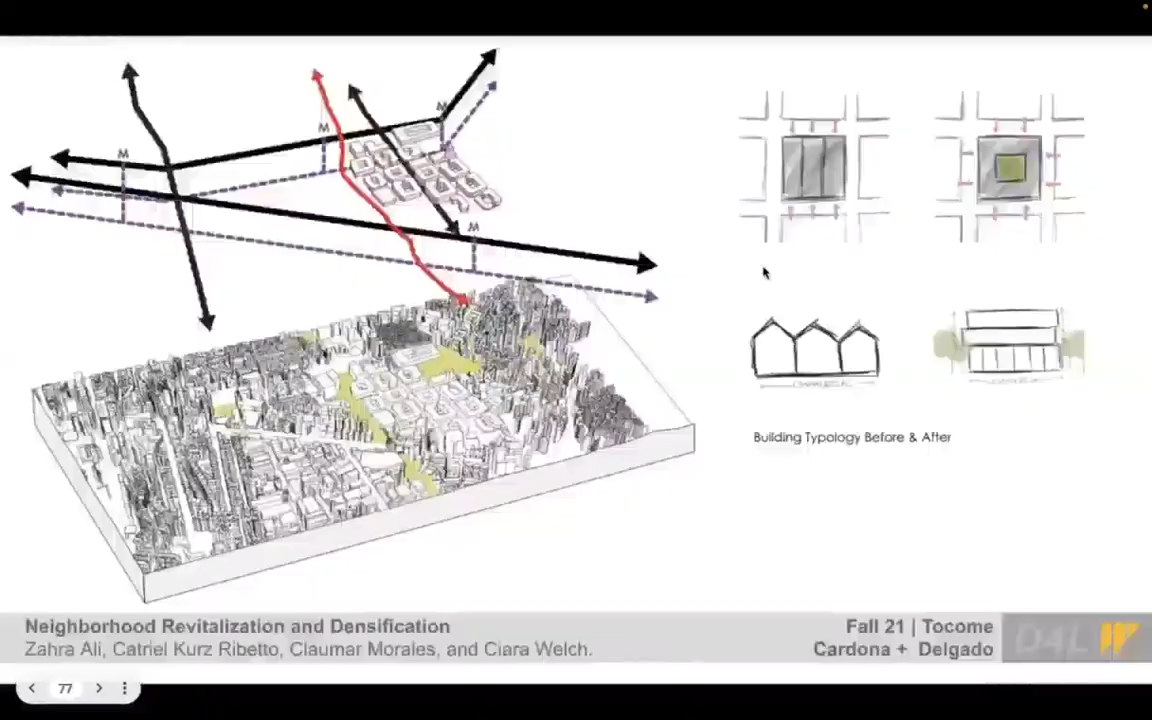 M
M
M
M
Building Typology Before & After
Neighborhood Revitalization and Densification
Zahra Ali, Catriel Kurz Ribetto, Claumar Morales, and Ciara Welch.
Fall 21 | Tocome
Cardona + Delgado
D4L
77